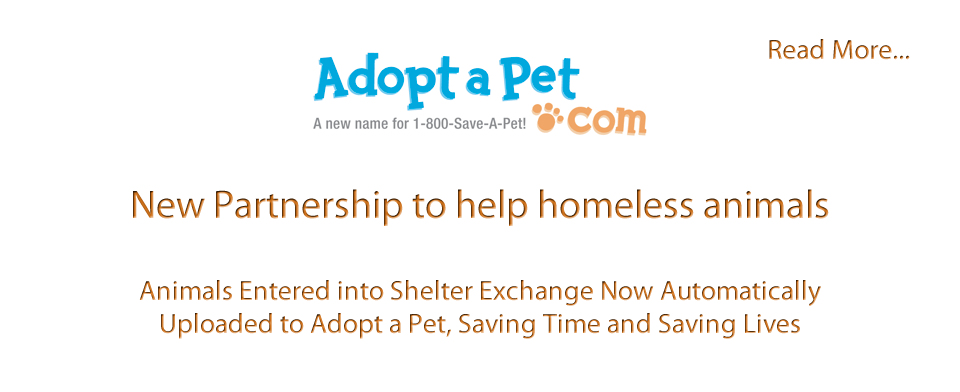 Read More...
Adopt a Pet
.com
A new name for 1-800-Save-A-Pet!
New Partnership to help homeless animals
Animals Entered into Shelter Exchange Now Automatically
Uploaded to Adopt a Pet, Saving Time and Saving Lives